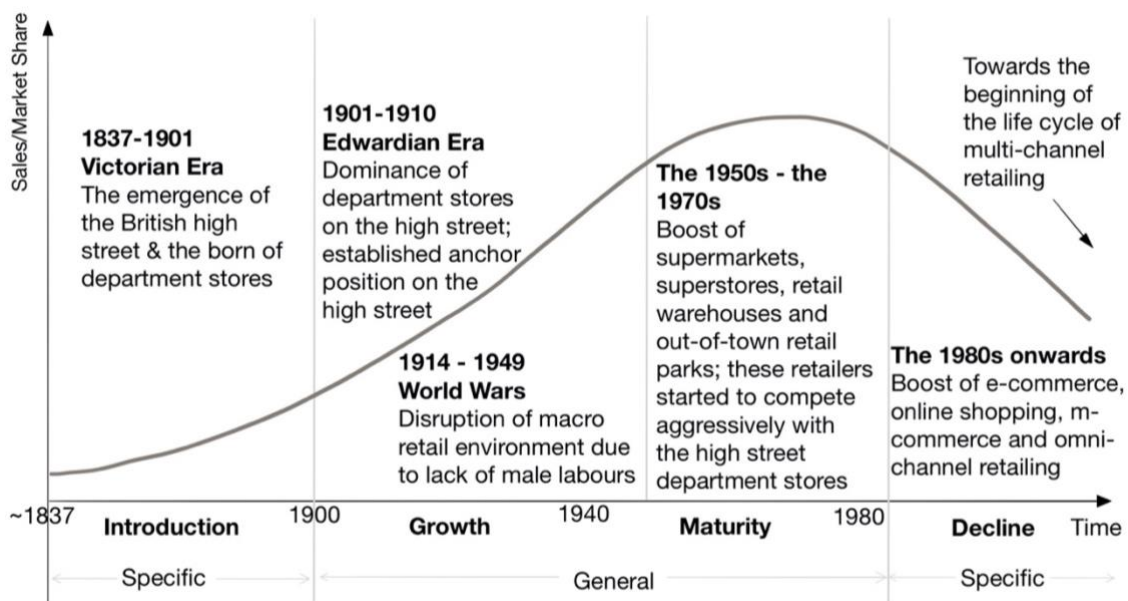 Sales/Market Share
1837-1901
Victorian Era
The emergence of
the British high
street & the born of
department stores
1901-1910
Edwardian Era
Dominance of
department stores
on the high street;
established anchor
position on the
high street
1914 - 1949
World Wars
Disruption of macro
retail environment due
to lack of male labours
The 1950s - the
1970s
Boost of
supermarkets,
superstores, retail
warehouses and
out-of-town retail
parks; these retailers
started to compete
aggressively with
the high street
department stores
Towards the
beginning of
the life cycle of
multi-channel
retailing
The 1980s onwards
Boost of e-commerce,
online shopping, m-
commerce and omni-
channel retailing
~1837
1900
1940
1980
Introduction
Growth
Maturity
Decline
Time
Specific
General
Specific